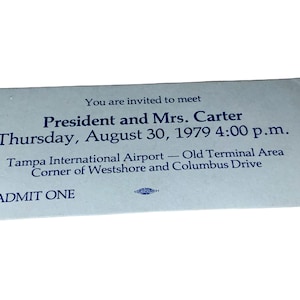 You are invited to meet
President and Mrs. Carter
Thursday, August 30, 1979 4:00 p.m.
Tampa International Airport — Old Terminal Area
Corner of Westshore and Columbus Drive
ADMIT ONE